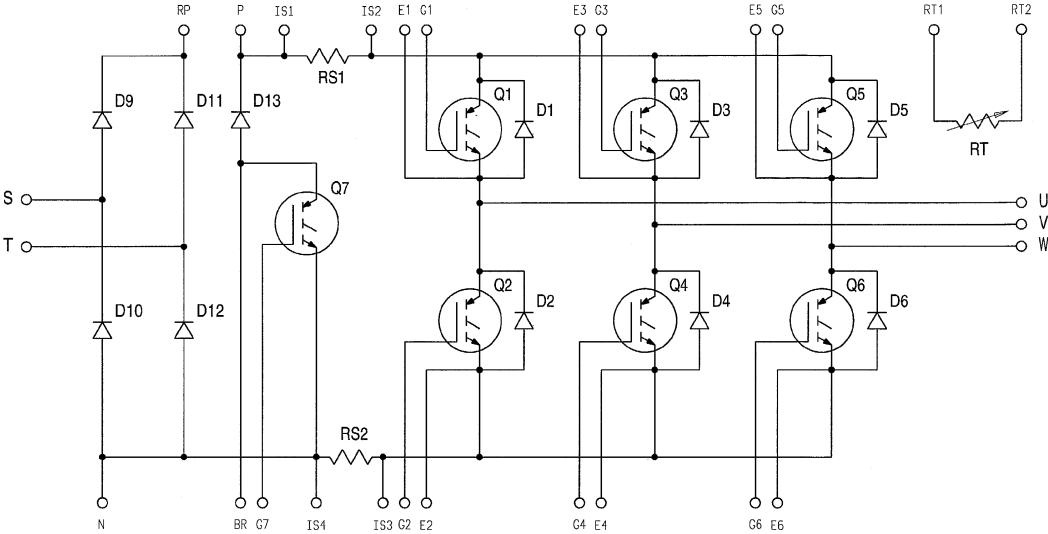 RP P IS1 IS2 E1 G1 E3 G3 E5 G5 RT1 RT2
RS1
D9 D11 D13 Q1 D1 Q3 D3 Q5 D5
RT
Q7
S U
V
T W
D10 D12 Q2 D2 Q4 D4 Q6 D6
RS2
N BR G7 IS4 IS3 G2 E2 G4 E4 G6 E6